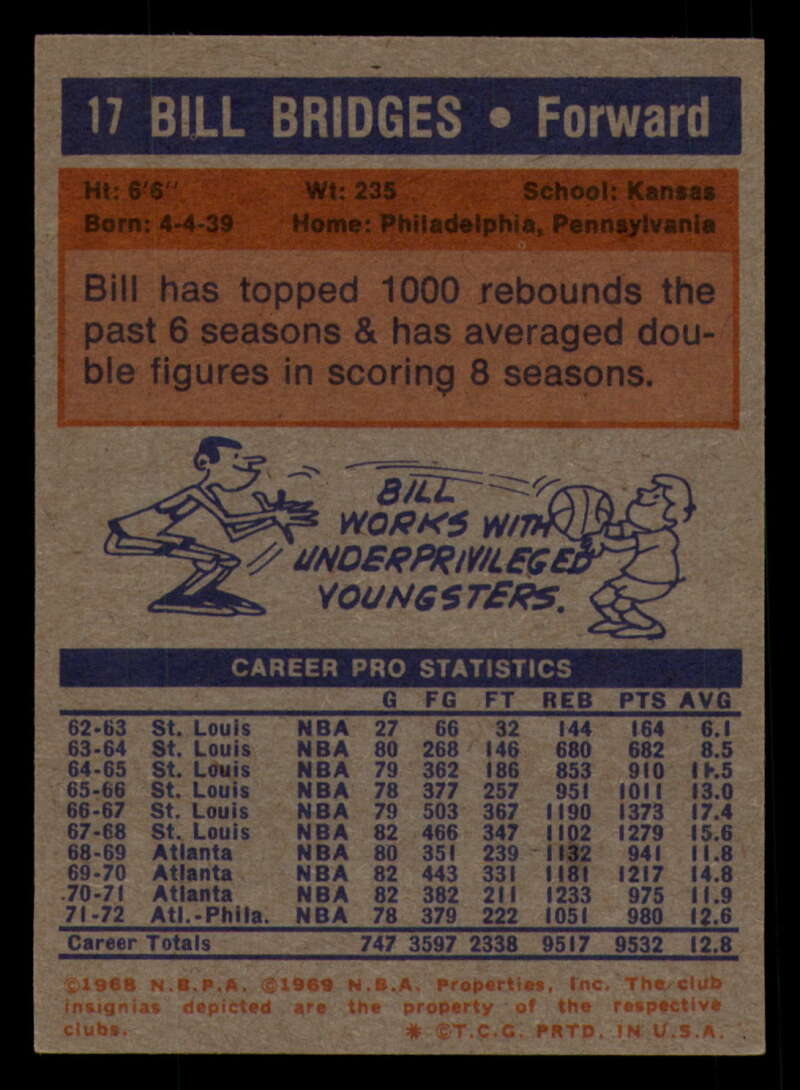 17 BILL BRIDGES • Forward
Ht: 6'6" Wt: 235 School: Kansas
Born: 4-4-39 Home: Philadelphia, Pennsylvania
Bill has topped 1000 rebounds the
past 6 seasons & has averaged dou-
ble figures in scoring 8 seasons.
BILL
WORKS WITH
UNDERPRIVILEGED
YOUNGSTERS.
CAREER PRO STATISTICS
G FG FT REB PTS AVG
62-63 St. Louis NBA 27 66 32 144 164 6.1
63-64 St. Louis NBA 80 268 146 680 682 8.5
64-65 St. Louis NBA 79 362 186 853 910 11.5
65-66 St. Louis NBA 78 377 257 951 1011 13.0
66-67 St. Louis NBA 79 503 367 1190 1373 17.4
67-68 St. Louis NBA 82 466 347 1102 1279 15.6
68-69 Atlanta NBA 80 351 239 1132 941 11.8
69-70 Atlanta NBA 82 443 331 1181 1217 14.8
70-71 Atlanta NBA 82 382 211 1233 975 11.9
71-72 Atl.-Phila. NBA 78 379 222 1051 980 12.6
Career Totals 747 3597 2338 9517 9532 12.8
©1968 N.B.P.A. ©1969 N.B.A. Properties, Inc. The club
insignias depicted are the property of the respective
clubs. * ©T.C.G. PRTD. IN U.S.A.